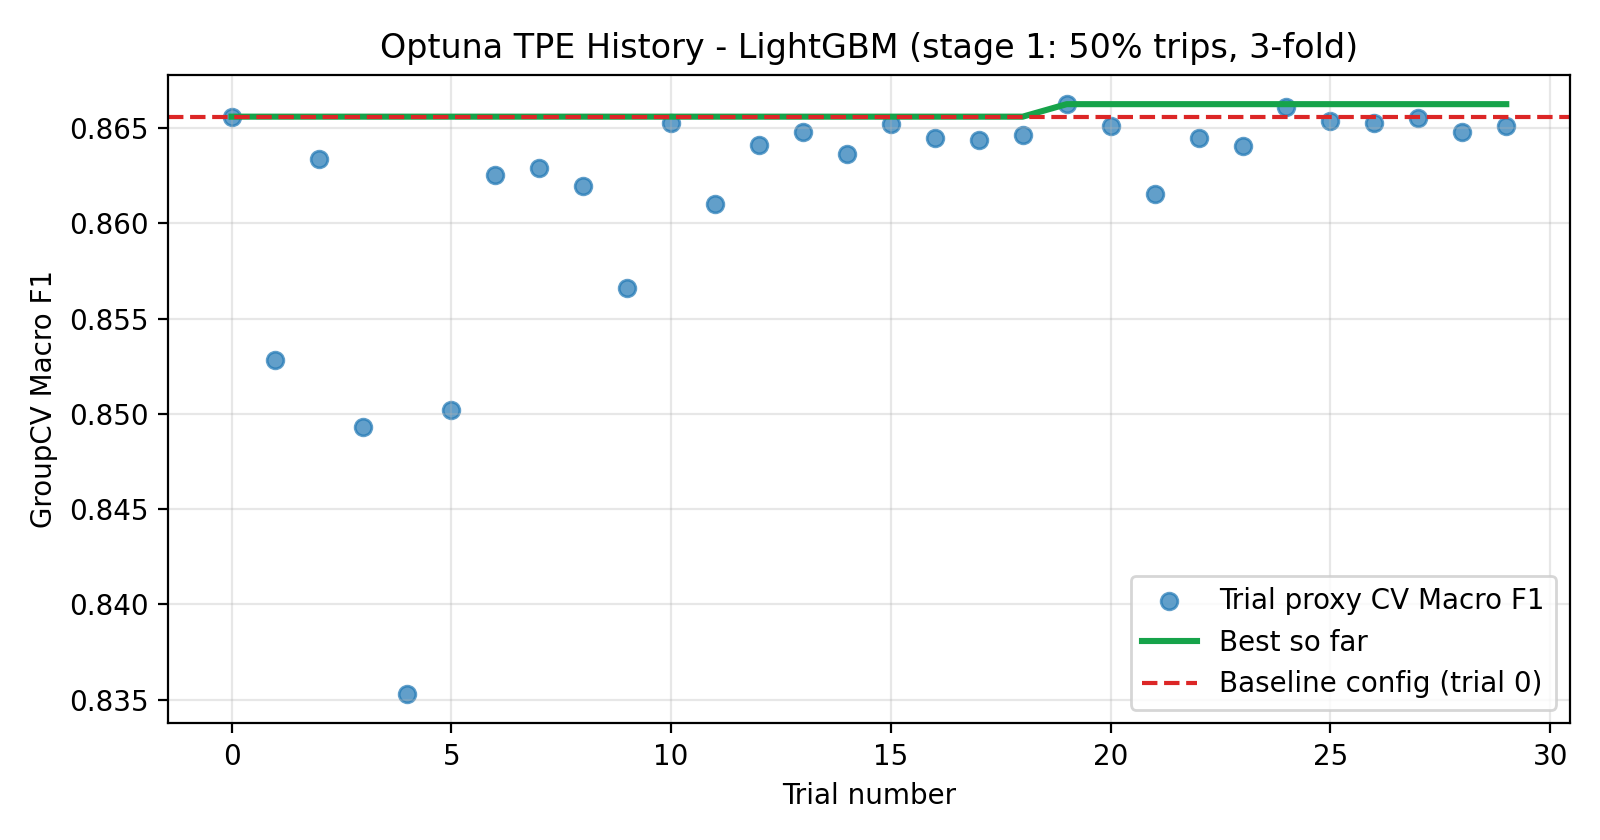 Optuna TPE History - LightGBM (stage 1: 50% trips, 3-fold)
GroupCV Macro F1
0.865
0.860
0.855
0.850
0.845
0.840
0.835
Trial proxy CV Macro F1
Best so far
Baseline config (trial 0)
0 5 10 15 20 25 30
Trial number